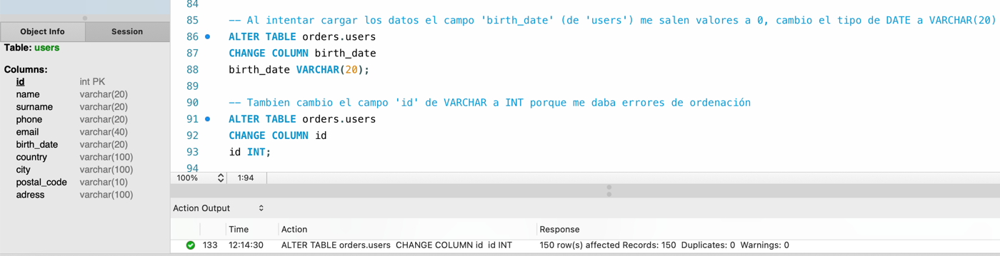 84
85 -- Al intentar cargar los datos el campo 'birth_date' (de 'users') me salen valores a 0, cambio el tipo de DATE a VARCHAR(20)
86 ALTER TABLE orders.users
87 CHANGE COLUMN birth_date
88 birth_date VARCHAR(20);
89
90 -- Tambien cambio el campo 'id' de VARCHAR a INT porque me daba errores de ordenación
91 ALTER TABLE orders.users
92 CHANGE COLUMN id
93 id INT;
94
100% 1:94
Object Info Session
Table: users
Columns:
id int PK
name varchar(20)
surname varchar(20)
phone varchar(20)
email varchar(40)
birth_date varchar(20)
country varchar(100)
city varchar(100)
postal_code varchar(10)
adress varchar(100)
Action Output
Time Action Response
133 12:14:30 ALTER TABLE orders.users CHANGE COLUMN id id INT 150 row(s) affected Records: 150 Duplicates: 0 Warnings: 0